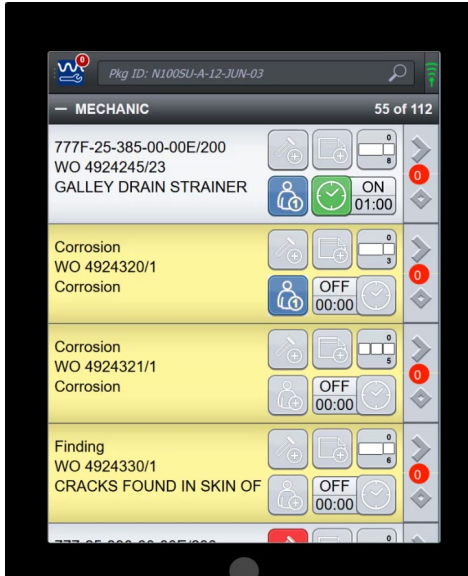 0
Pkg ID: N100SU-A-12-JUN-03
— MECHANIC 55 of 112
777F-25-385-00-00E/200
WO 4924245/23
GALLEY DRAIN STRAINER
0
8
1
ON
01:00
0
Corrosion
WO 4924320/1
Corrosion
0
3
1
OFF
00:00
0
Corrosion
WO 4924321/1
Corrosion
0
5
OFF
00:00
0
Finding
WO 4924330/1
CRACKS FOUND IN SKIN OF
0
6
OFF
00:00
0
0